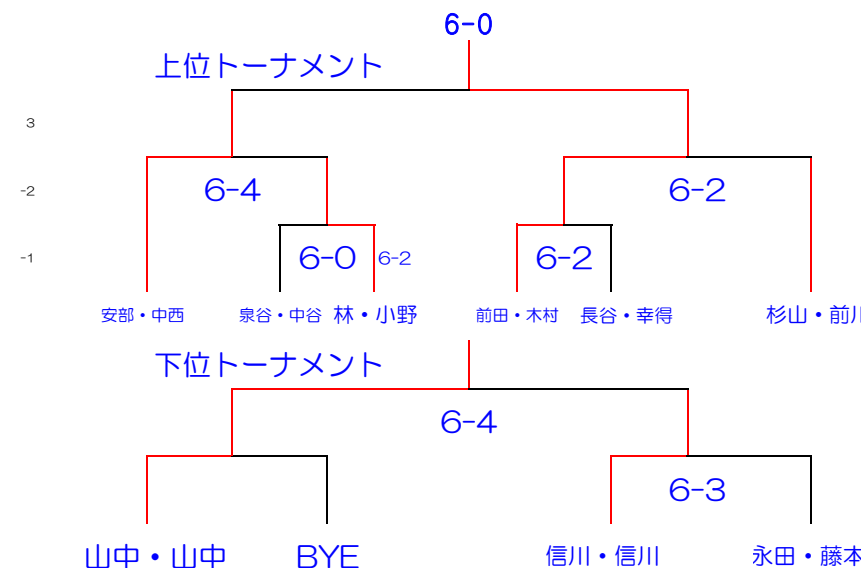 6-0
上位トーナメント
3
-2 6-4 6-2
-1 6-0 6-2 6-2
安部・中西 泉谷・中谷 林・小野 前田・木村 長谷・幸得 杉山・前川
下位トーナメント
6-4
6-3
山中・山中 BYE 信川・信川 永田・藤本